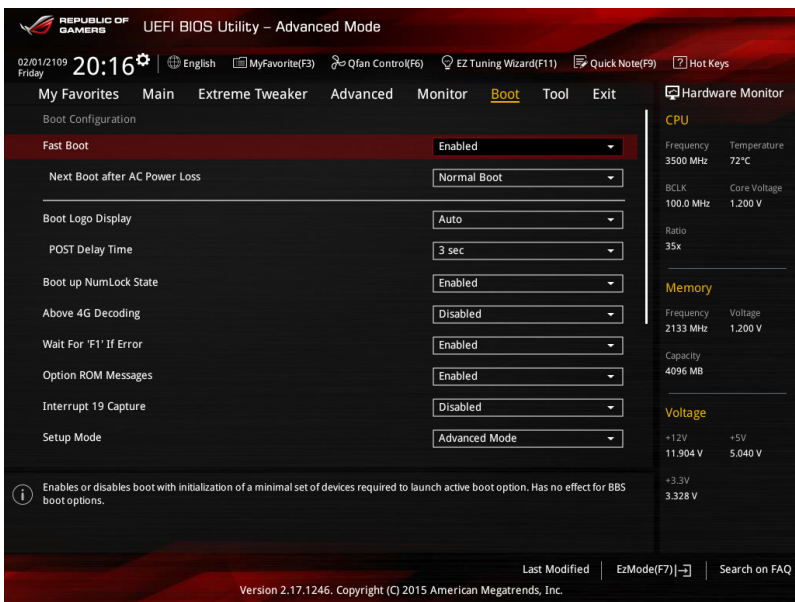 REPUBLIC OF
GAMERS
UEFI BIOS Utility – Advanced Mode
02/01/2109
Friday
20:16
English
MyFavorite(F3)
Qfan Control(F6)
EZ Tuning Wizard(F11)
Quick Note(F9)
? Hot Keys
My Favorites Main Extreme Tweaker Advanced Monitor Boot Tool Exit
Boot Configuration
Fast Boot Enabled
Next Boot after AC Power Loss Normal Boot
Boot Logo Display Auto
POST Delay Time 3 sec
Boot up NumLock State Enabled
Above 4G Decoding Disabled
Wait For 'F1' If Error Enabled
Option ROM Messages Enabled
Interrupt 19 Capture Disabled
Setup Mode Advanced Mode
Enables or disables boot with initialization of a minimal set of devices required to launch active boot option. Has no effect for BBS
boot options.
Hardware Monitor
CPU
Frequency Temperature
3500 MHz 72°C
BCLK Core Voltage
100.0 MHz 1.200 V
Ratio
35x
Memory
Frequency Voltage
2133 MHz 1.200 V
Capacity
4096 MB
Voltage
+12V +5V
11.904 V 5.040 V
+3.3V
3.328 V
Last Modified EzMode(F7) Search on FAQ
Version 2.17.1246. Copyright (C) 2015 American Megatrends, Inc.